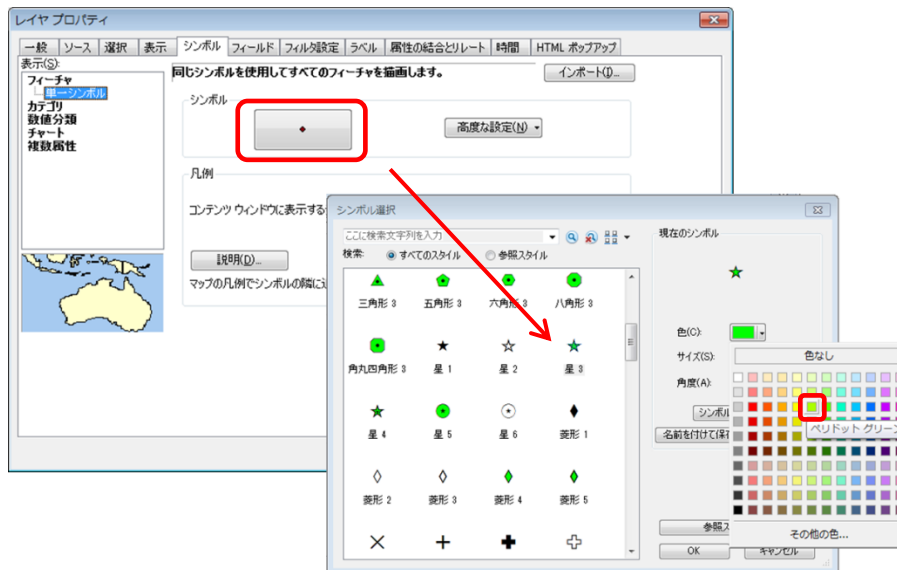 レイヤ プロパティ
一般 ソース 選択 表示 シンボル フィールド フィルタ設定 ラベル 属性の結合とリレート 時間 HTML ポップアップ
表示(S):
フィーチャ
単一シンボル
カテゴリ
数値分類
チャート
複数属性
同じシンボルを使用してすべてのフィーチャを描画します。
インポート(I)...
シンボル
高度な設定(N)
凡例
コンテンツ ウィンドウに表示する
説明(D)...
マップの凡例でシンボルの隣に
シンボル選択
ここに検索文字列を入力
検索:
すべてのスタイル
参照スタイル
三角形 3 五角形 3 六角形 3 八角形 3
角丸四角形 3 星 1 星 2 星 3
星 4 星 5 星 6 菱形 1
菱形 2 菱形 3 菱形 4 菱形 5
現在のシンボル
色(C):
サイズ(S):
角度(A):
シンボル
名前を付けて保存
参照ス
OK キャンセル
色なし
ペリドット グリーン
その他の色...